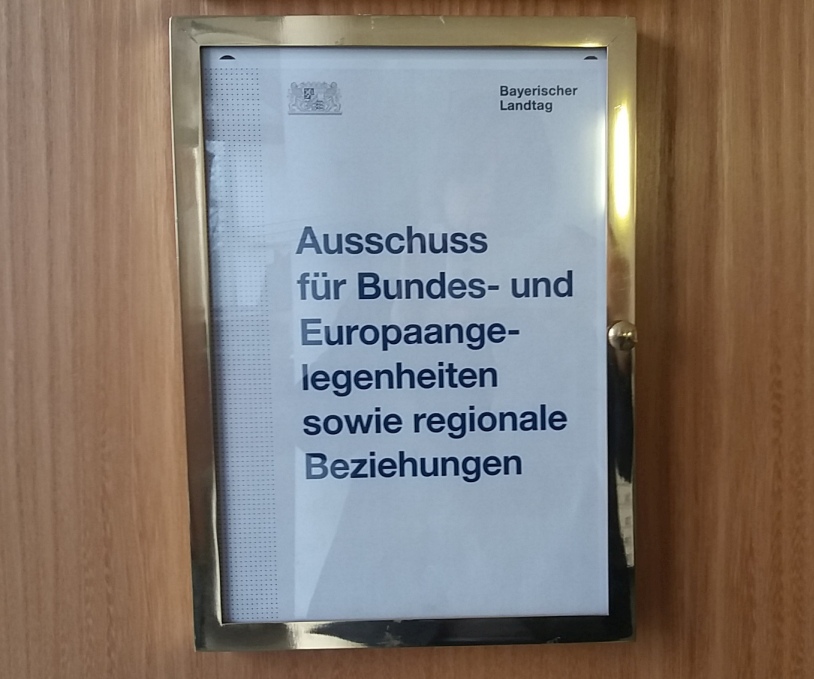 Bayerischer
Landtag
Ausschuss
für Bundes- und
Europaange-
legenheiten
sowie regionale
Beziehungen